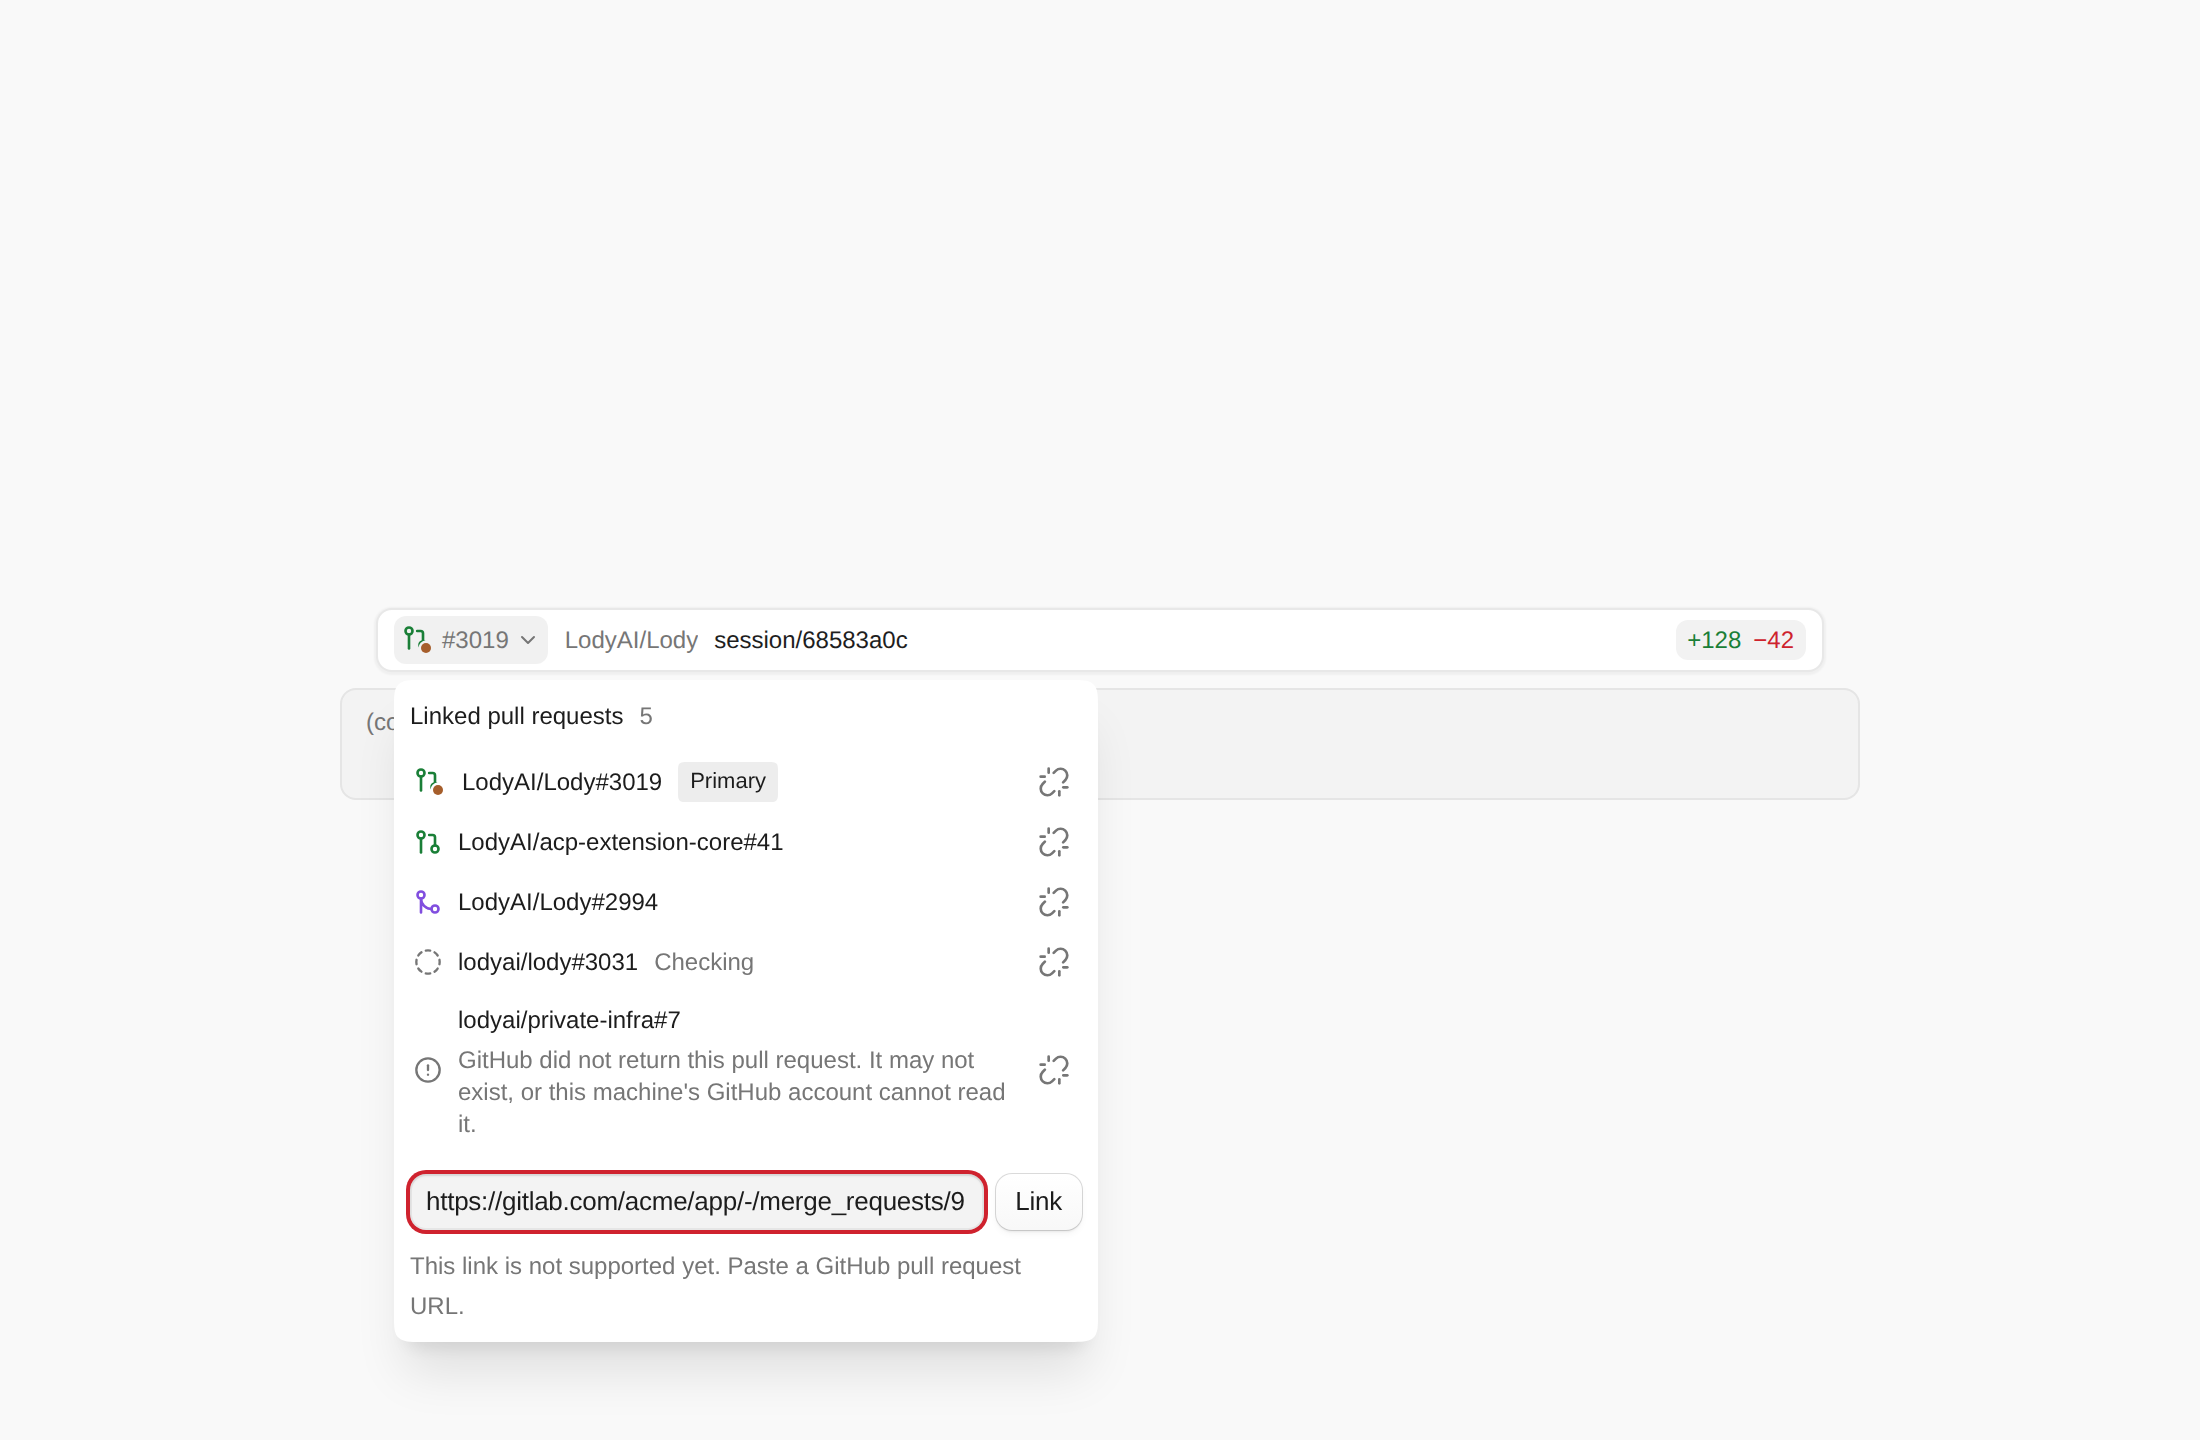 #3019 LodyAI/Lody session/68583a0c +128 −42
Linked pull requests 5
LodyAI/Lody#3019 Primary
LodyAI/acp-extension-core#41
LodyAI/Lody#2994
lodyai/lody#3031 Checking
lodyai/private-infra#7
GitHub did not return this pull request. It may not
exist, or this machine's GitHub account cannot read
it.
https://gitlab.com/acme/app/-/merge_requests/9 Link
This link is not supported yet. Paste a GitHub pull request
URL.